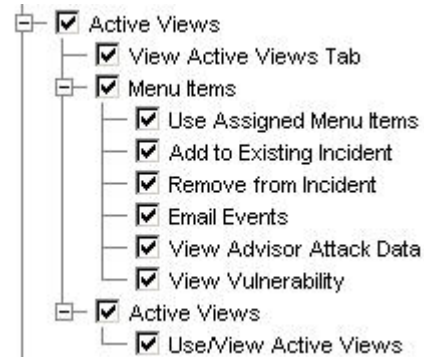 Active Views
View Active Views Tab
Menu Items
Use Assigned Menu Items
Add to Existing Incident
Remove from Incident
Email Events
View Advisor Attack Data
View Vulnerability
Active Views
Use/View Active Views